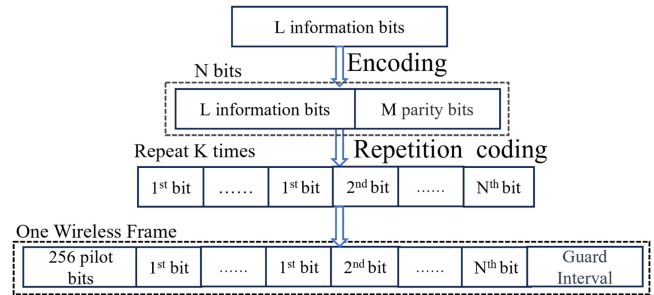 L information bits
Encoding
N bits
L information bits M parity bits
Repeat K times Repetition coding
1st bit …… 1st bit 2nd bit …… Nth bit
One Wireless Frame
256 pilot bits 1st bit …… 1st bit 2nd bit …… Nth bit Guard Interval